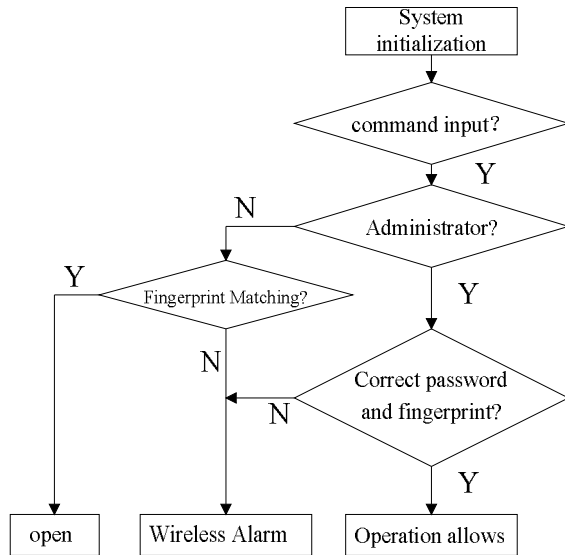 System
initialization
command input?
Y
N
Administrator?
Y
Fingerprint Matching?
Y
N
Correct password
and fingerprint?
N
Y
open
Wireless Alarm
Operation allows